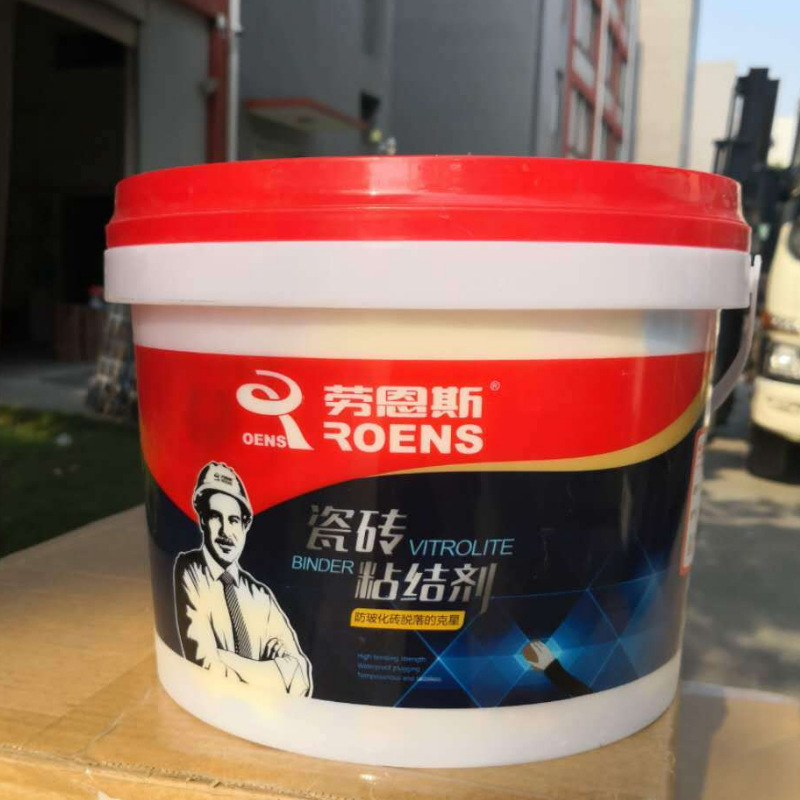 劳恩斯®
OENS ROENS
瓷砖 VITROLITE
BINDER 粘结剂
防玻化砖脱落的克星
High bonding strength
Waterproof plugging